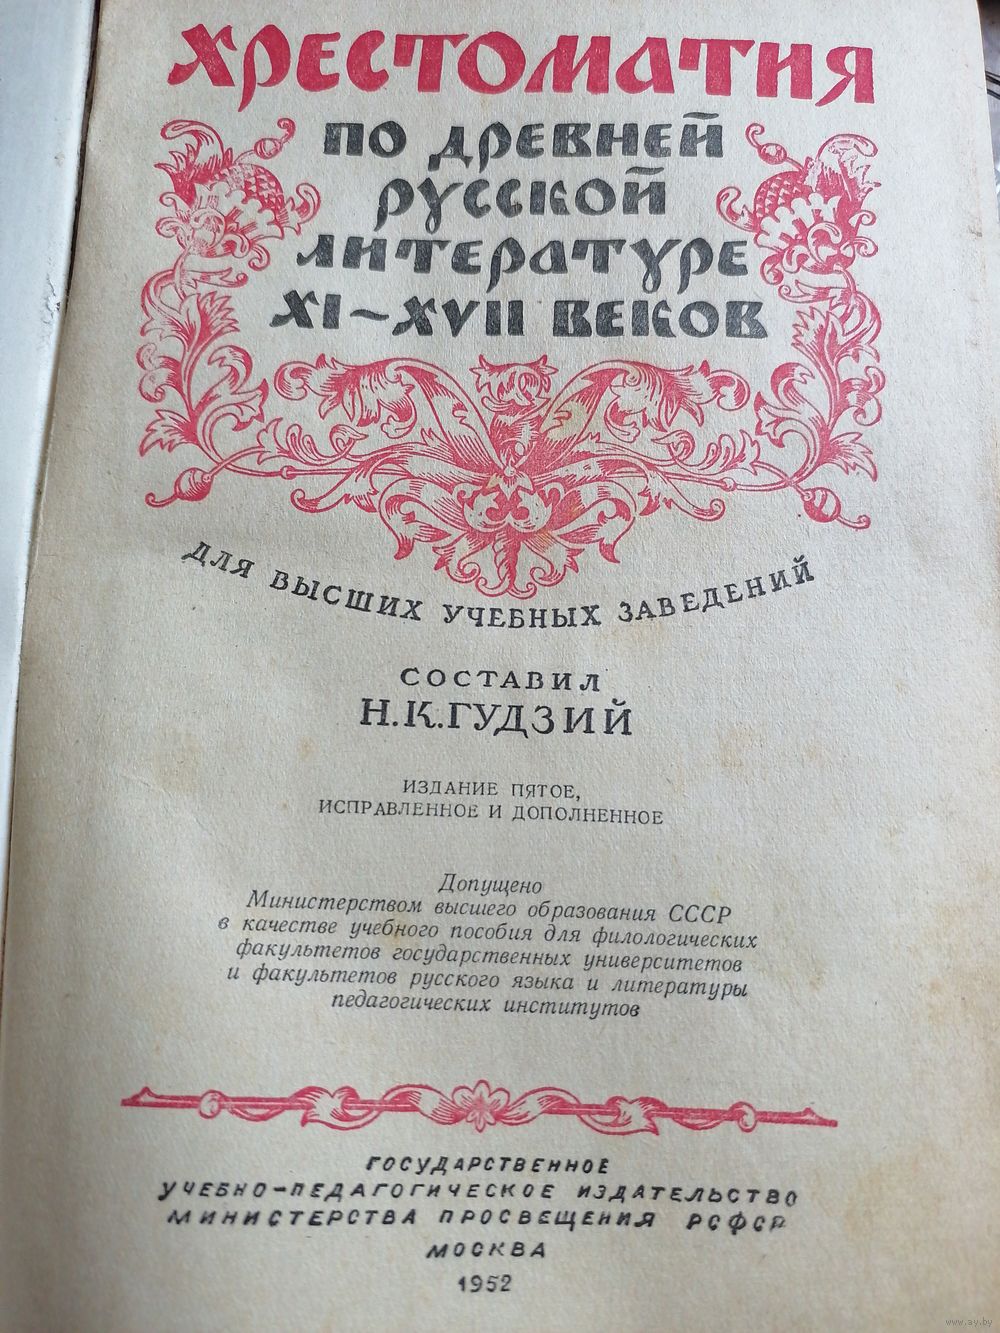 ХРЕСТОМАТИЯ
ПО ДРЕВНЕЙ
РУССКОЙ
ЛИТЕРАТУРЕ
XI–XVII ВЕКОВ
ДЛЯ ВЫСШИХ УЧЕБНЫХ ЗАВЕДЕНИЙ
СОСТАВИЛ
Н.К.ГУДЗИЙ
ИЗДАНИЕ ПЯТОЕ,
ИСПРАВЛЕННОЕ И ДОПОЛНЕННОЕ
Допущено
Министерством высшего образования СССР
в качестве учебного пособия для филологических
факультетов государственных университетов
и факультетов русского языка и литературы
педагогических институтов
ГОСУДАРСТВЕННОЕ
УЧЕБНО-ПЕДАГОГИЧЕСКОЕ ИЗДАТЕЛЬСТВО
МИНИСТЕРСТВА ПРОСВЕЩЕНИЯ РСФСР
МОСКВА
1952
www.ay.by